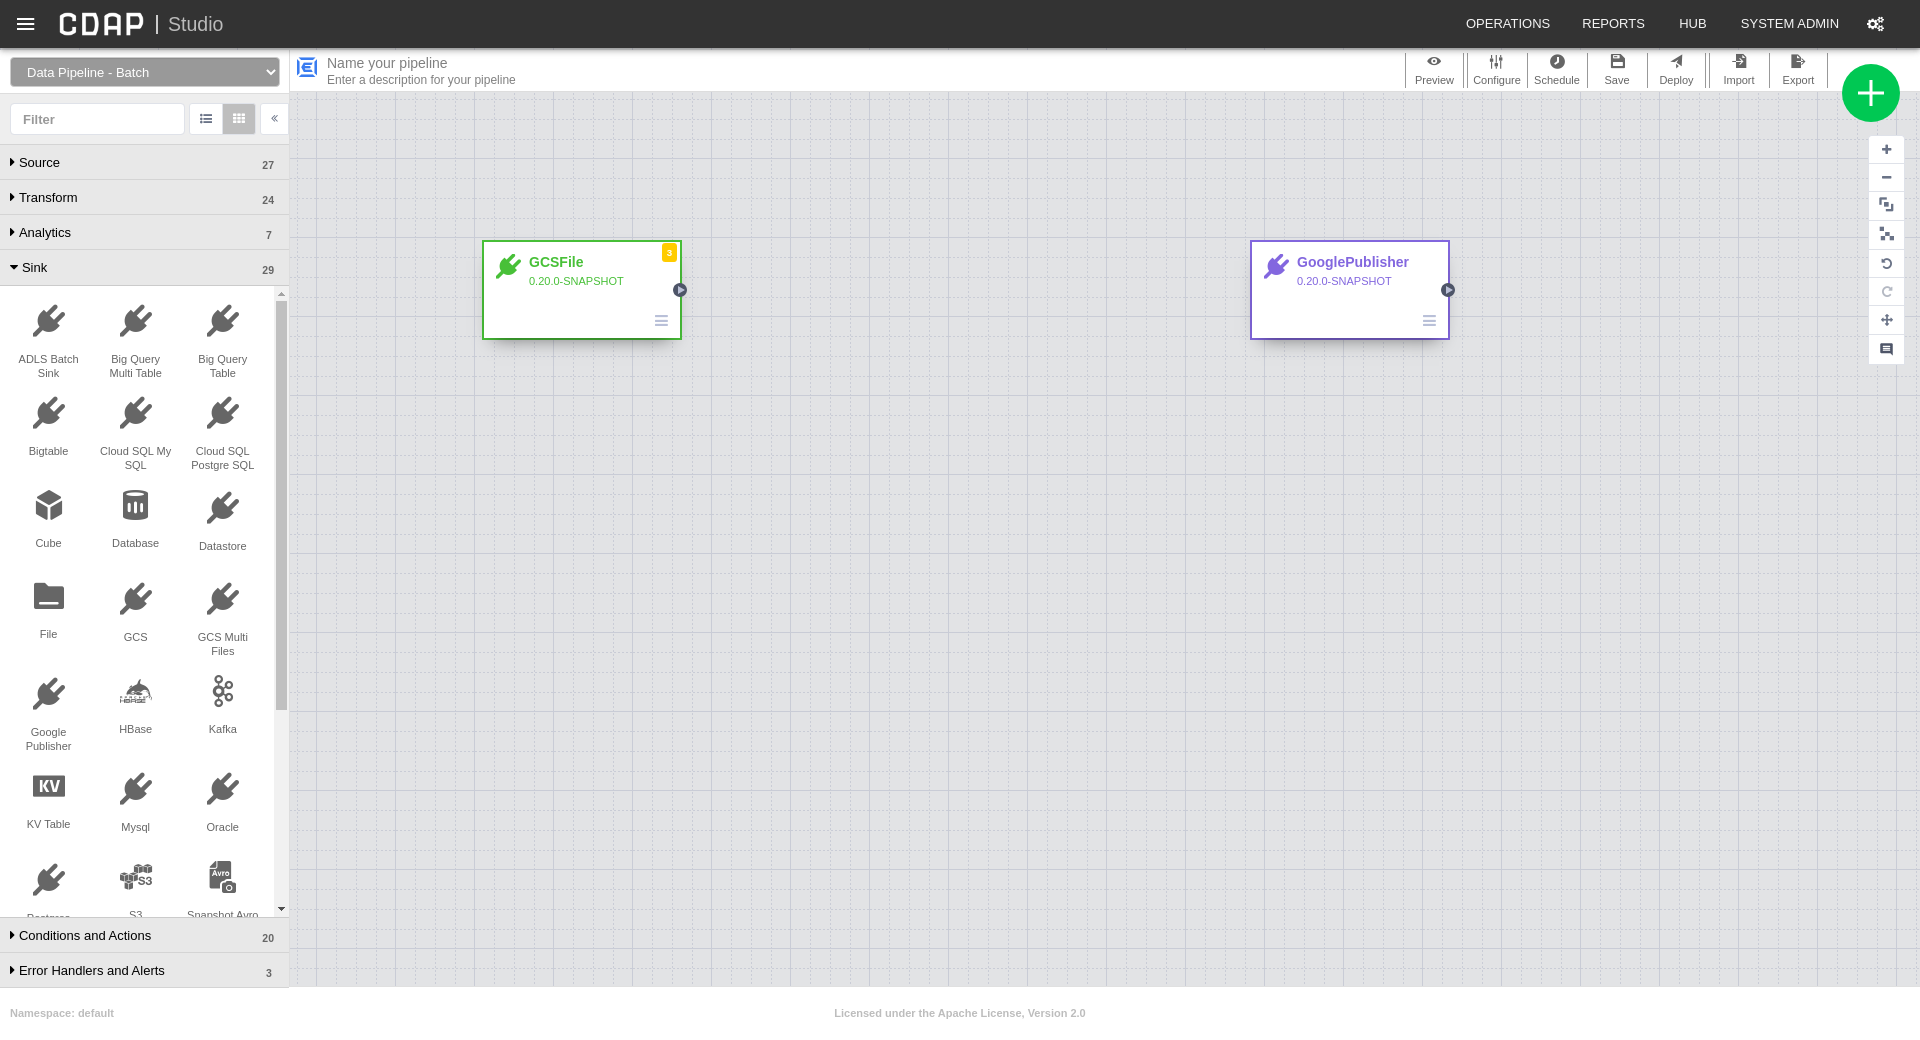 CDAP | Studio
OPERATIONS
REPORTS
HUB
SYSTEM ADMIN
Data Pipeline - Batch
Name your pipeline
Enter a description for your pipeline
Preview
Configure
Schedule
Save
Deploy
Import
Export
Filter
Source 27
Transform 24
Analytics 7
Sink 29
GCSFile
0.20.0-SNAPSHOT
3
GooglePublisher
0.20.0-SNAPSHOT
ADLS Batch
Sink
Big Query
Multi Table
Big Query
Table
Bigtable
Cloud SQL My
SQL
Cloud SQL
Postgre SQL
Cube
Database
Datastore
File
GCS
GCS Multi
Files
Google
Publisher
HBASE
HBase
Kafka
KV
KV Table
Mysql
Oracle
Postgres
S3
S3
Avro
Snapshot Avro
Conditions and Actions 20
Error Handlers and Alerts 3
Namespace: default
Licensed under the Apache License, Version 2.0